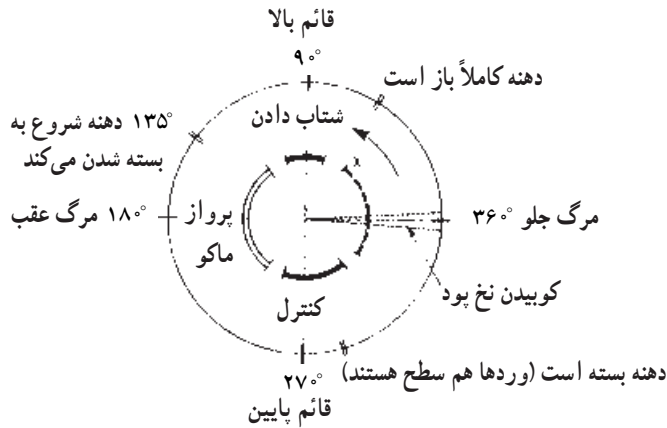 قائم بالا
۹۰°
دهنه کاملاً باز است
شتاب دادن
۱۳۵° دهنه شروع به
بسته شدن می‌کند
x
مرگ جلو ۳۶۰°
پرواز
ماکو
۱۸۰° مرگ عقب
کوبیدن نخ پود
کنترل
دهنه بسته است (وردها هم سطح هستند)
۲۷۰°
قائم پایین